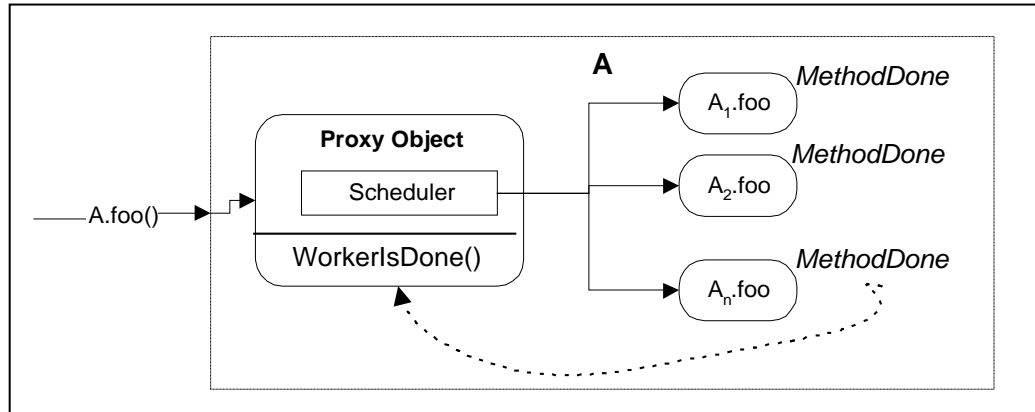 A
MethodDone
A1.foo
Proxy Object
MethodDone
Scheduler
A2.foo
A.foo()
WorkerIsDone()
MethodDone
An.foo